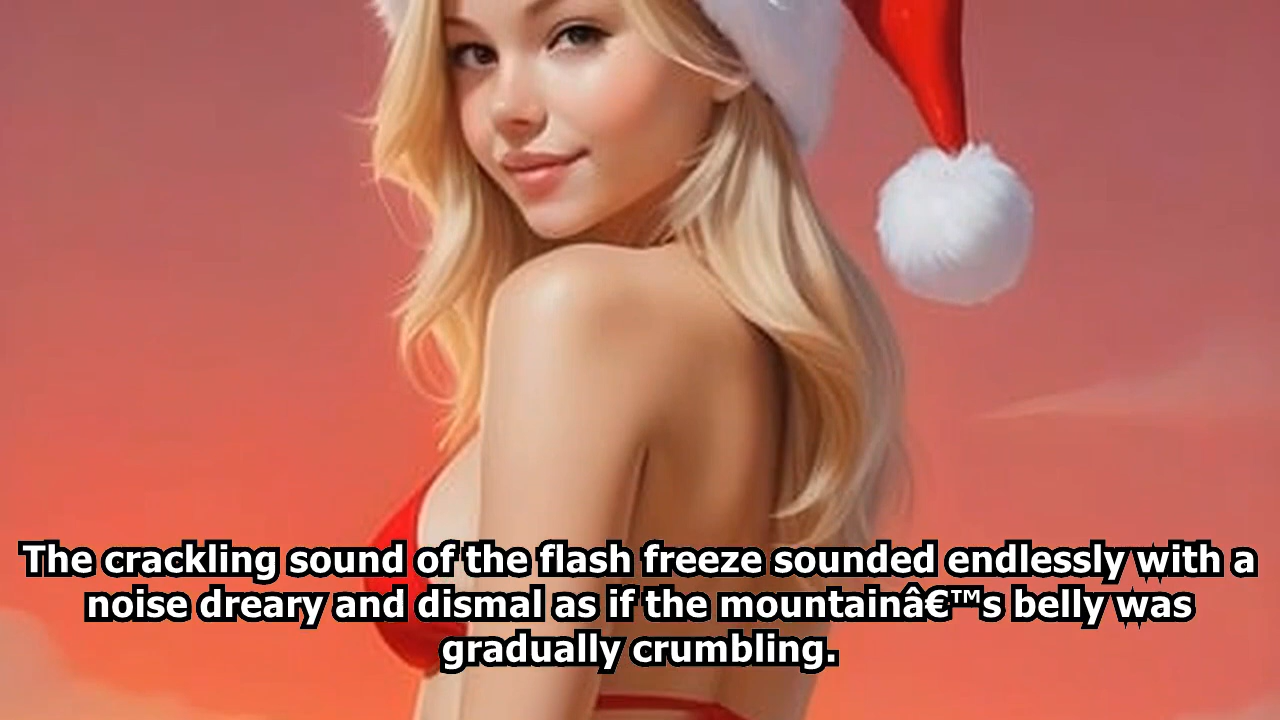 The crackling sound of the flash freeze sounded endlessly with a
noise dreary and dismal as if the mountainâ€™s belly was
gradually crumbling.